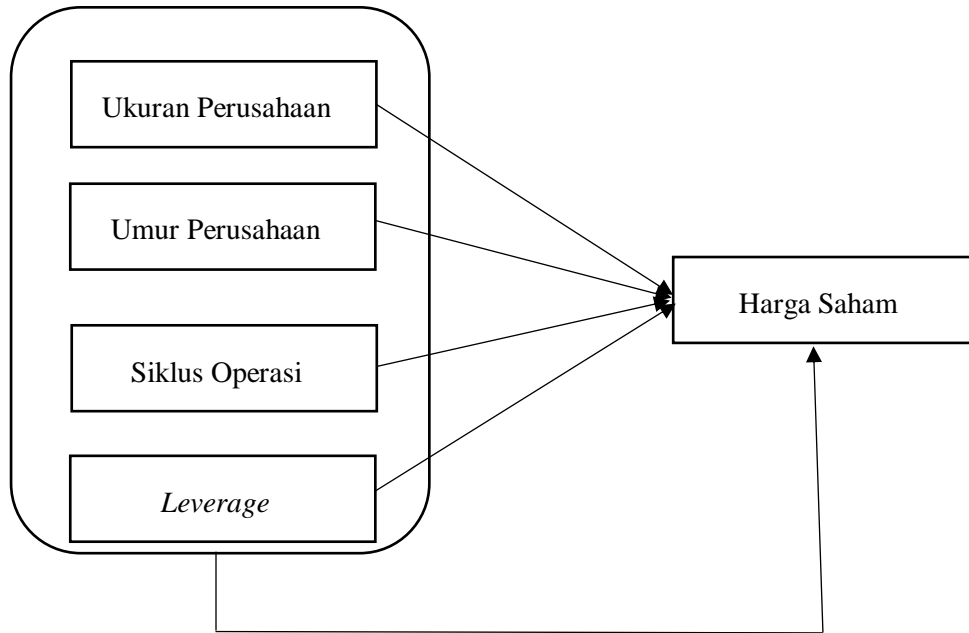 Ukuran Perusahaan
Umur Perusahaan
Harga Saham
Siklus Operasi
Leverage